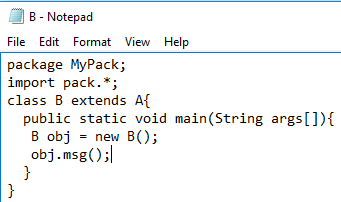 B - Notepad
File Edit Format View Help
package MyPack;
import pack.*;
class B extends A{
  public static void main(String args[]){
   B obj = new B();
   obj.msg();
  }
}